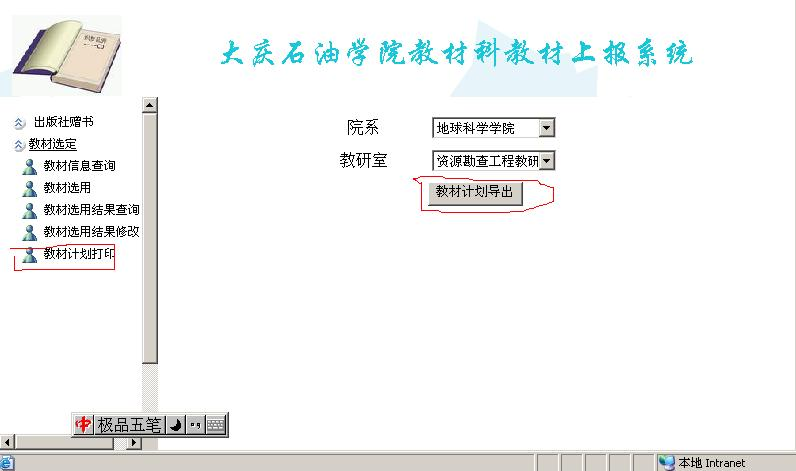 大庆石油学院教材科教材上报系统
出版社赠书
教材选定
教材信息查询
教材选用
教材选用结果查询
教材选用结果修改
教材计划打印
院系
地球科学学院
教研室
资源勘查工程教研
教材计划导出
中 极品五笔
本地 Intranet